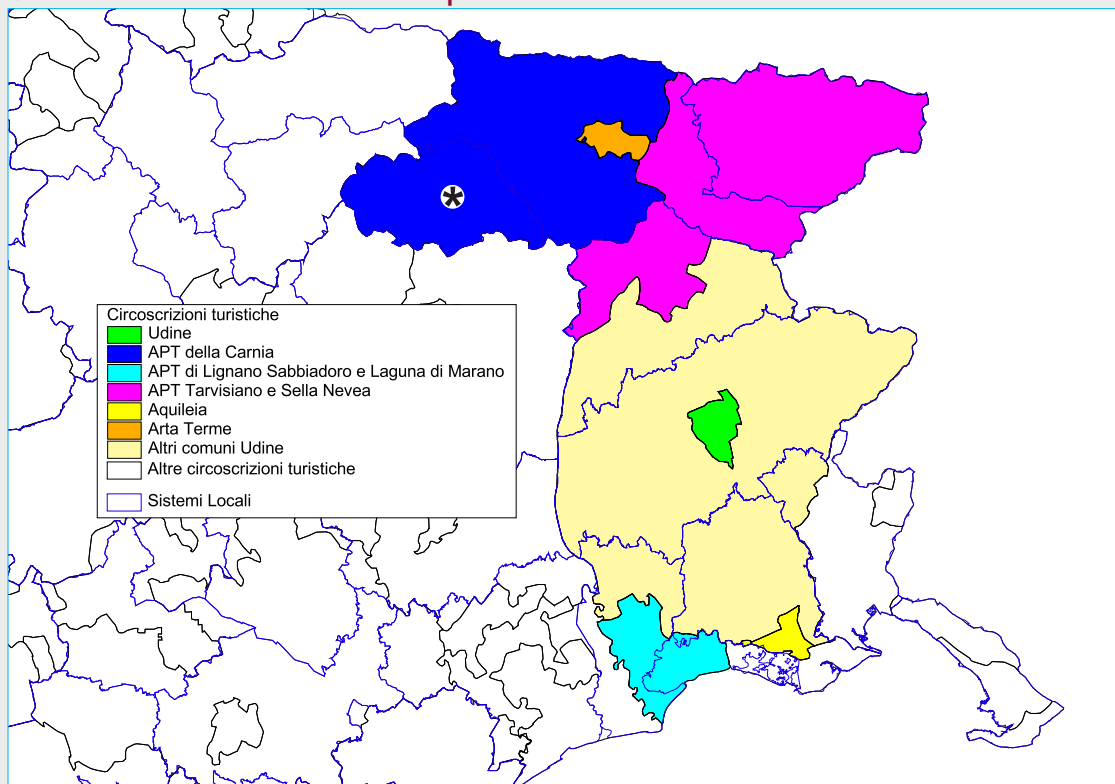 Circoscrizioni turistiche
Udine
APT della Carnia
APT di Lignano Sabbiadoro e Laguna di Marano
APT Tarvisiano e Sella Nevea
Aquileia
Arta Terme
Altri comuni Udine
Altre circoscrizioni turistiche
Sistemi Locali
*